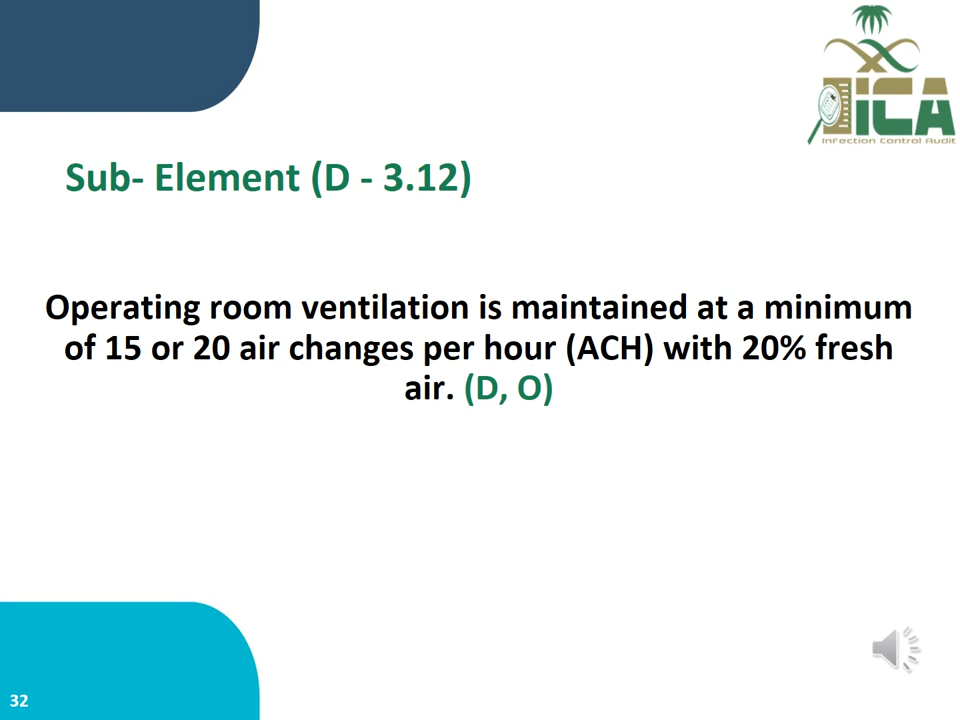 iCA
Infection Control Audit
Sub- Element (D - 3.12)
Operating room ventilation is maintained at a minimum
of 15 or 20 air changes per hour (ACH) with 20% fresh
air. (D, O)
32